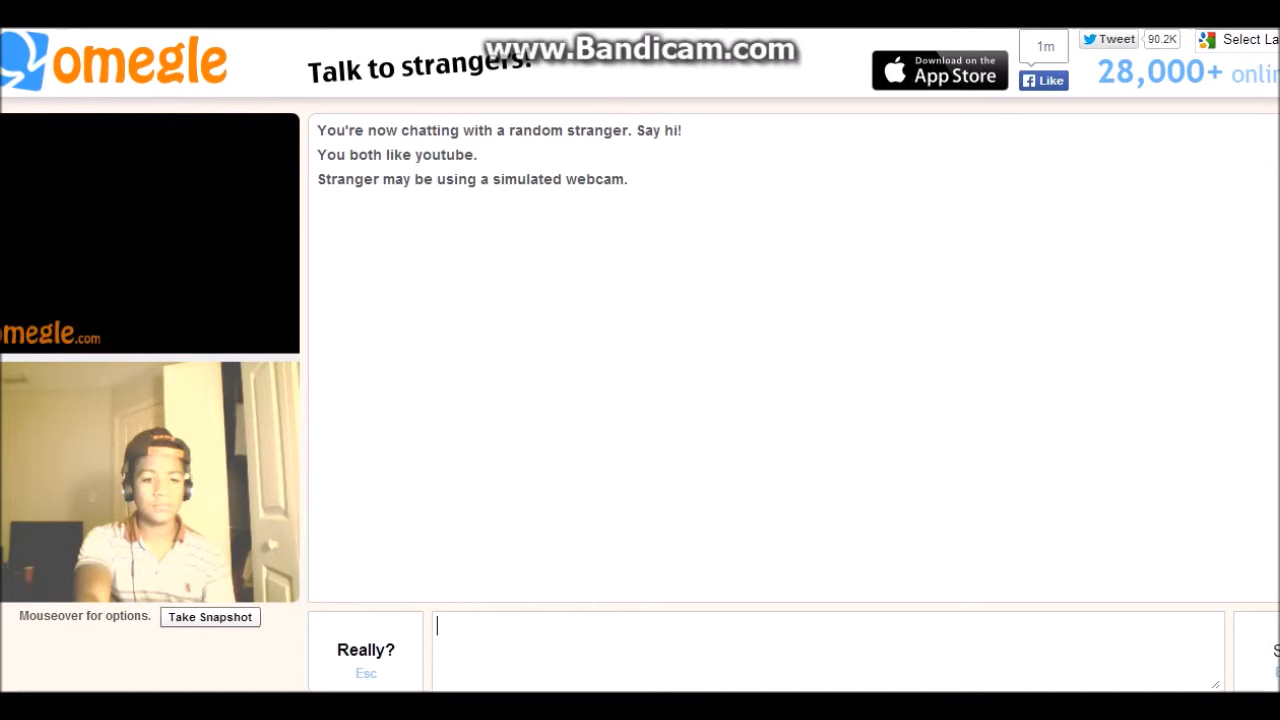 www.Bandicam.com
omegle
Talk to strangers!
Download on the
App Store
1m
Like
Tweet
90.2K
Select
28,000+
You're now chatting with a random stranger. Say hi!
You both like youtube.
Stranger may be using a simulated webcam.
omegle.com
Mouseover for options.
Take Snapshot
Really?
Esc